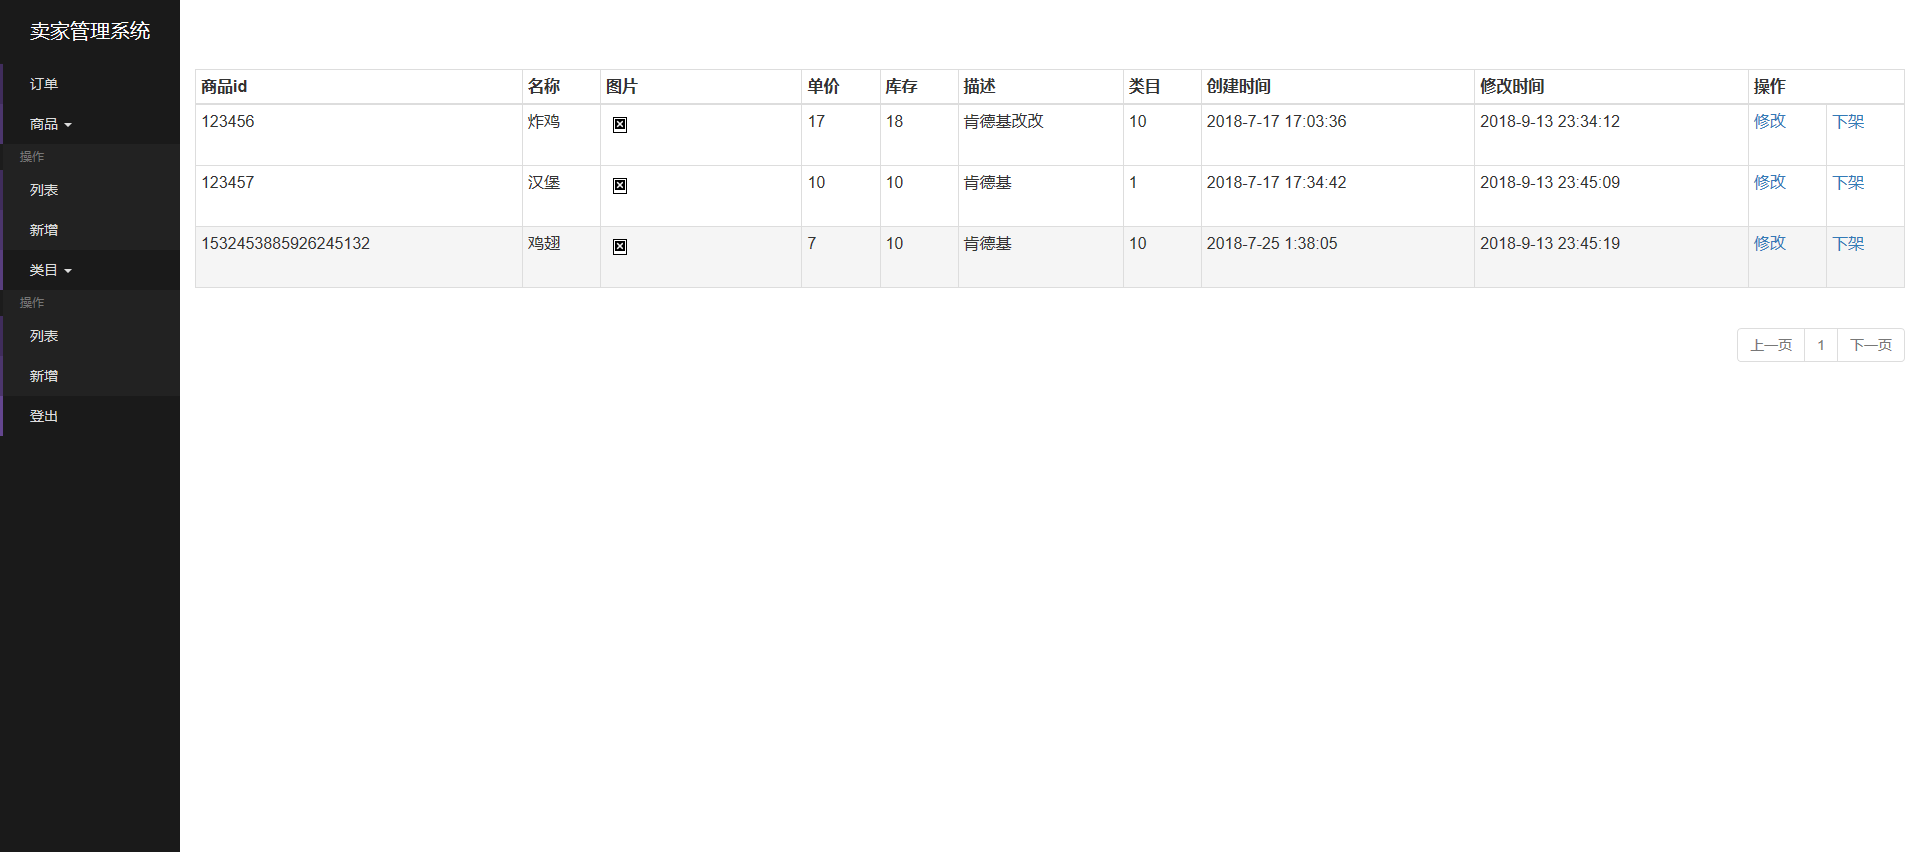 卖家管理系统
订单
商品
操作
列表
新增
类目
操作
列表
新增
登出
商品id 名称 图片 单价 库存 描述 类目 创建时间 修改时间 操作
123456 炸鸡 17 18 肯德基改改 10 2018-7-17 17:03:36 2018-9-13 23:34:12 修改 下架
123457 汉堡 10 10 肯德基 1 2018-7-17 17:34:42 2018-9-13 23:45:09 修改 下架
1532453885926245132 鸡翅 7 10 肯德基 10 2018-7-25 1:38:05 2018-9-13 23:45:19 修改 下架
上一页 1 下一页